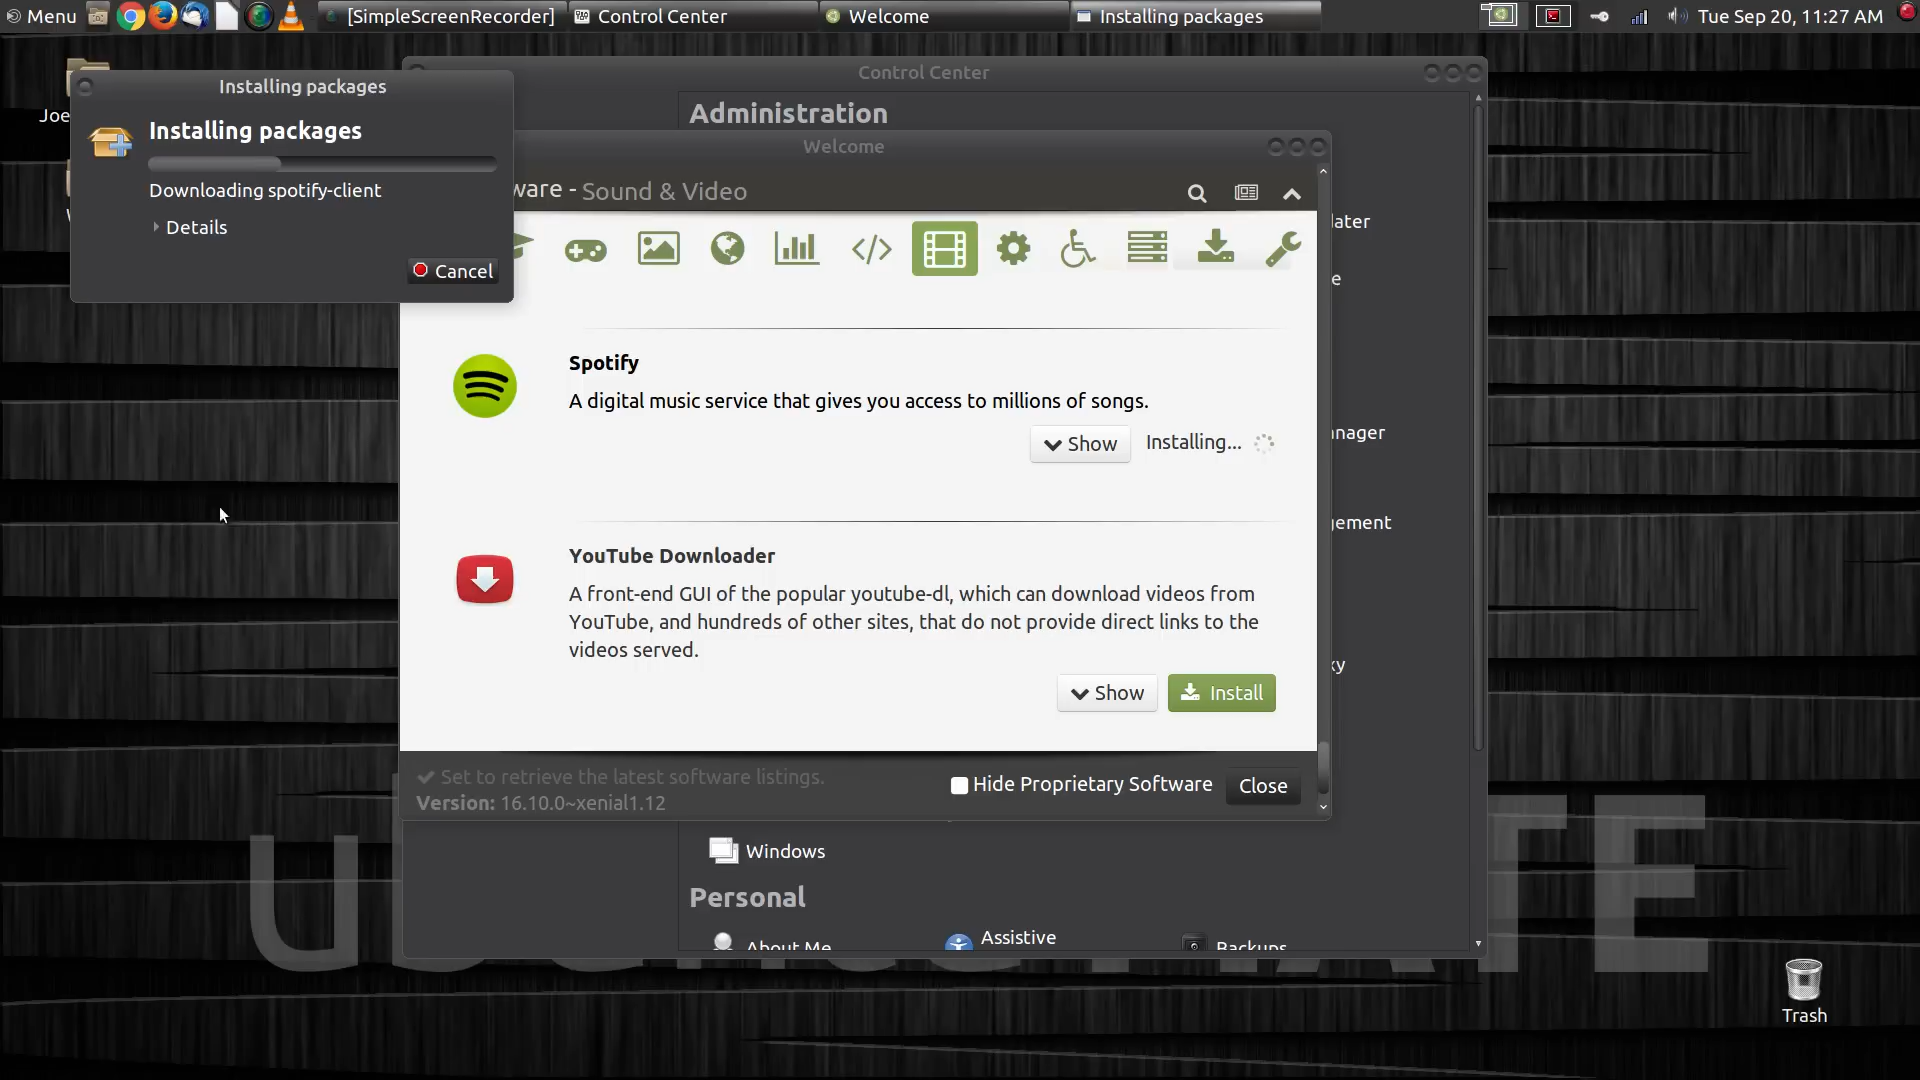 Menu
[SimpleScreenRecorder]
Control Center
Welcome
Installing packages
Tue Sep 20, 11:27 AM
Joe
Installing packages
Installing packages
Downloading spotify-client
Details
Cancel
Control Center
Administration
Welcome
ware - Sound & Video
Spotify
A digital music service that gives you access to millions of songs.
Show
Installing...
YouTube Downloader
A front-end GUI of the popular youtube-dl, which can download videos from
YouTube, and hundreds of other sites, that do not provide direct links to the
videos served.
Show
Install
Set to retrieve the latest software listings.
Version: 16.10.0~xenial1.12
Hide Proprietary Software
Close
later
e
nager
gement
xy
Windows
Personal
About Me
Assistive
Backups
Trash